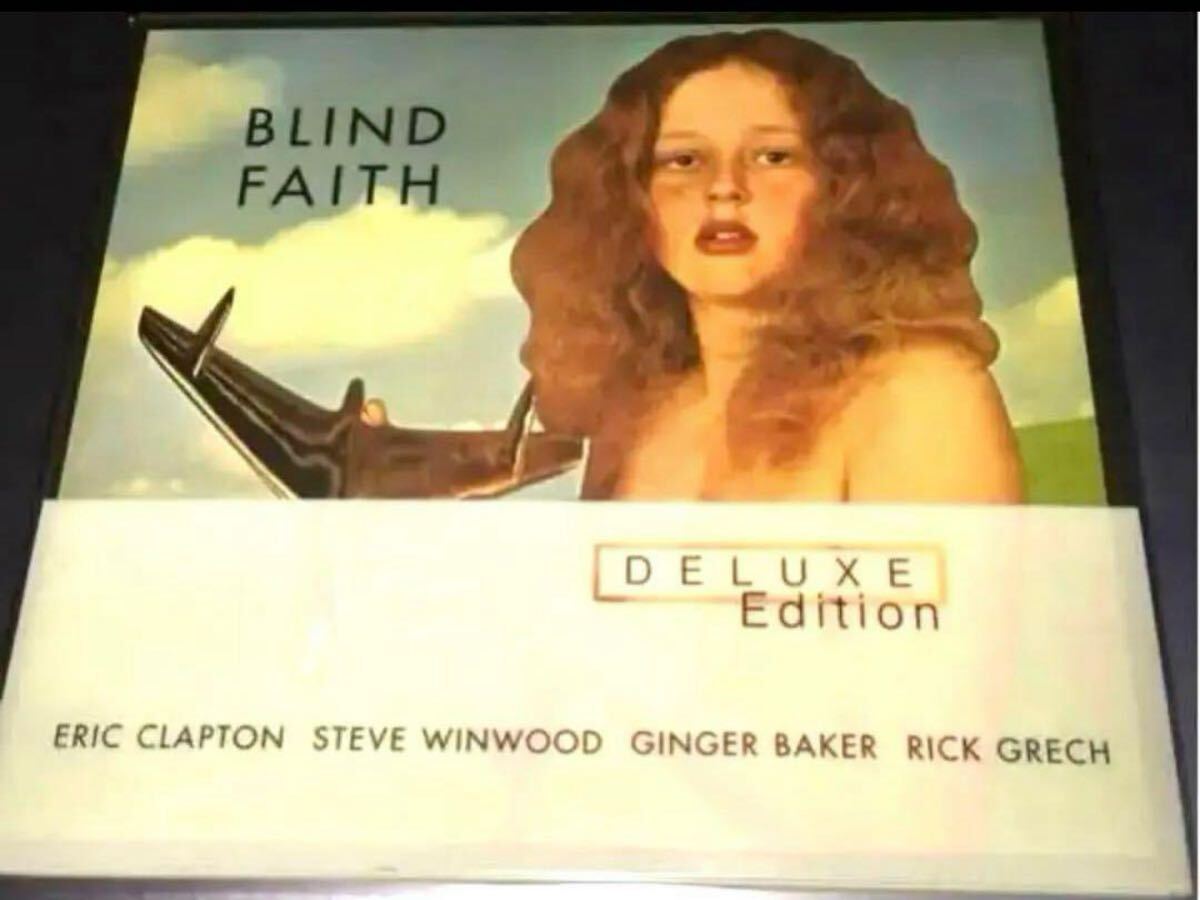 BLIND
FAITH
DELUXE
Edition
ERIC CLAPTON STEVE WINWOOD GINGER BAKER RICK GRECH